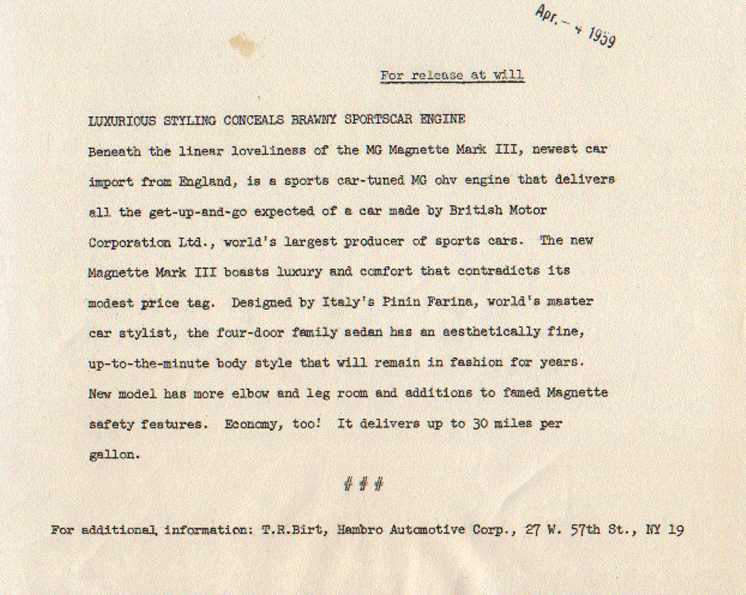 Apr. - 4 1959
For release at will
LUXURIOUS STYLING CONCEALS BRAWNY SPORTSCAR ENGINE
Beneath the linear loveliness of the MG Magnette Mark III, newest car
import from England, is a sports car-tuned MG ohv engine that delivers
all the get-up-and-go expected of a car made by British Motor
Corporation Ltd., world's largest producer of sports cars. The new
Magnette Mark III boasts luxury and comfort that contradicts its
modest price tag. Designed by Italy's Pinin Farina, world's master
car stylist, the four-door family sedan has an aesthetically fine,
up-to-the-minute body style that will remain in fashion for years.
New model has more elbow and leg room and additions to famed Magnette
safety features. Economy, too! It delivers up to 30 miles per
gallon.
# # #
For additional information: T.R.Birt, Hambro Automotive Corp., 27 W. 57th St., NY 19